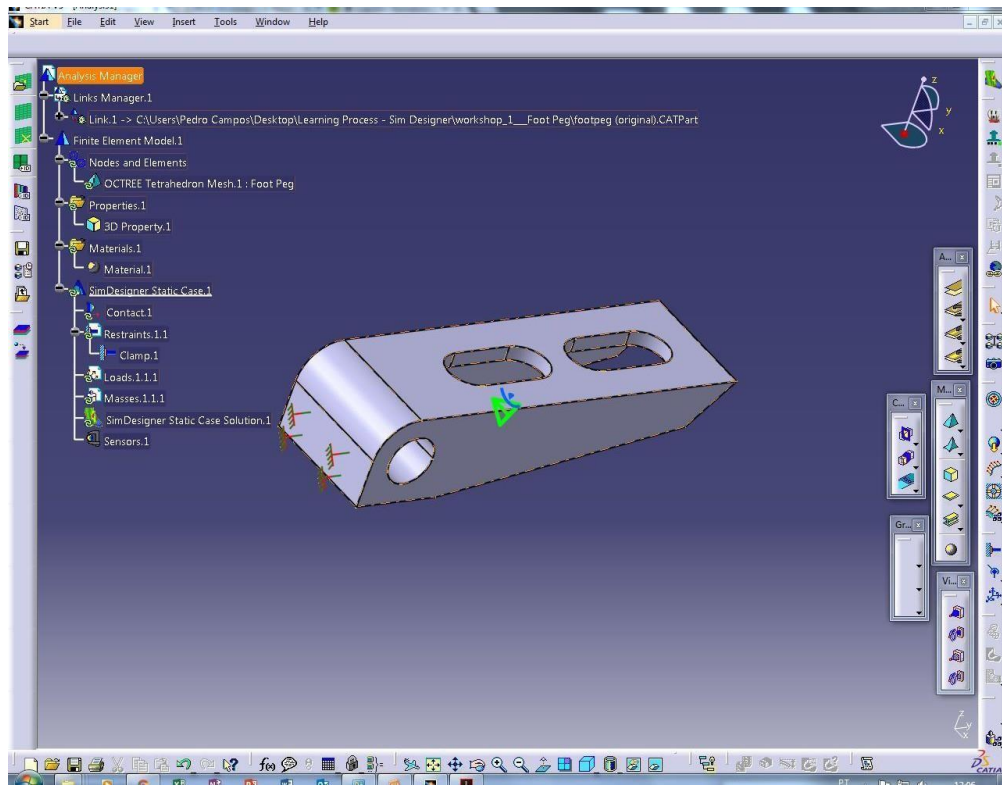 Start File Edit View Insert Tools Window Help
Analysis Manager
Links Manager.1
Link.1 -> C:\Users\Pedro Campos\Desktop\Learning Process - Sim Designer\workshop_1___Foot Peg\footpeg (original).CATPart
Finite Element Model.1
Nodes and Elements
OCTREE Tetrahedron Mesh.1 : Foot Peg
Properties.1
3D Property.1
Materials.1
Material.1
SimDesigner Static Case.1
Contact.1
Restraints.1.1
Clamp.1
Loads.1.1.1
Masses.1.1.1
SimDesigner Static Case Solution.1
Sensors.1
z
y
x
A...
M...
C...
Gr...
Vi...
z
y
x
f(x)
CATIA
PT